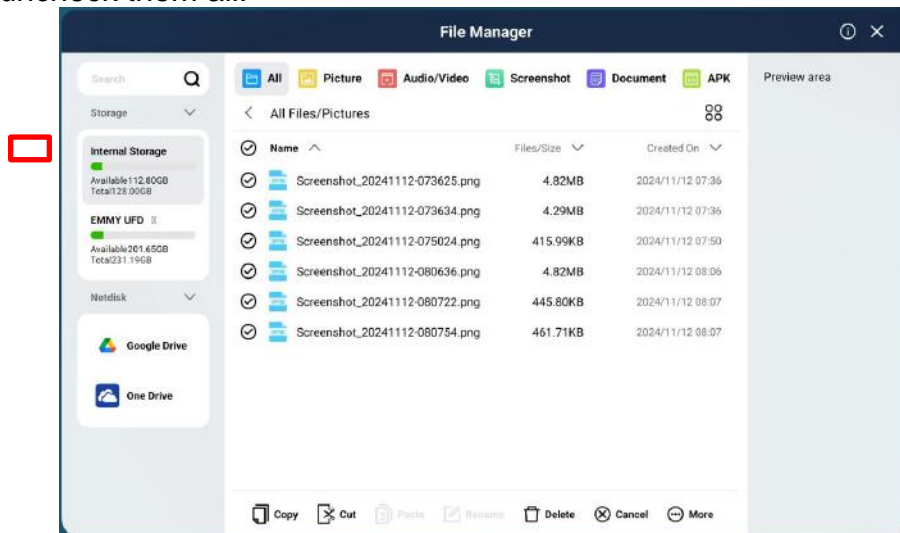 uncheck them all.
File Manager
Search
All Picture Audio/Video Screenshot Document APK
Preview area
Storage
All Files/Pictures
Internal Storage
Available112.80GB
Total128.00GB
EMMY UFD
Available201.65GB
Total231.19GB
Netdisk
Google Drive
One Drive
Name Files/Size Created On
Screenshot_20241112-073625.png 4.82MB 2024/11/12 07:36
Screenshot_20241112-073634.png 4.29MB 2024/11/12 07:36
Screenshot_20241112-075024.png 415.99KB 2024/11/12 07:50
Screenshot_20241112-080636.png 4.82MB 2024/11/12 08:06
Screenshot_20241112-080722.png 445.80KB 2024/11/12 08:07
Screenshot_20241112-080754.png 461.71KB 2024/11/12 08:07
Copy Cut Paste Rename Delete Cancel More